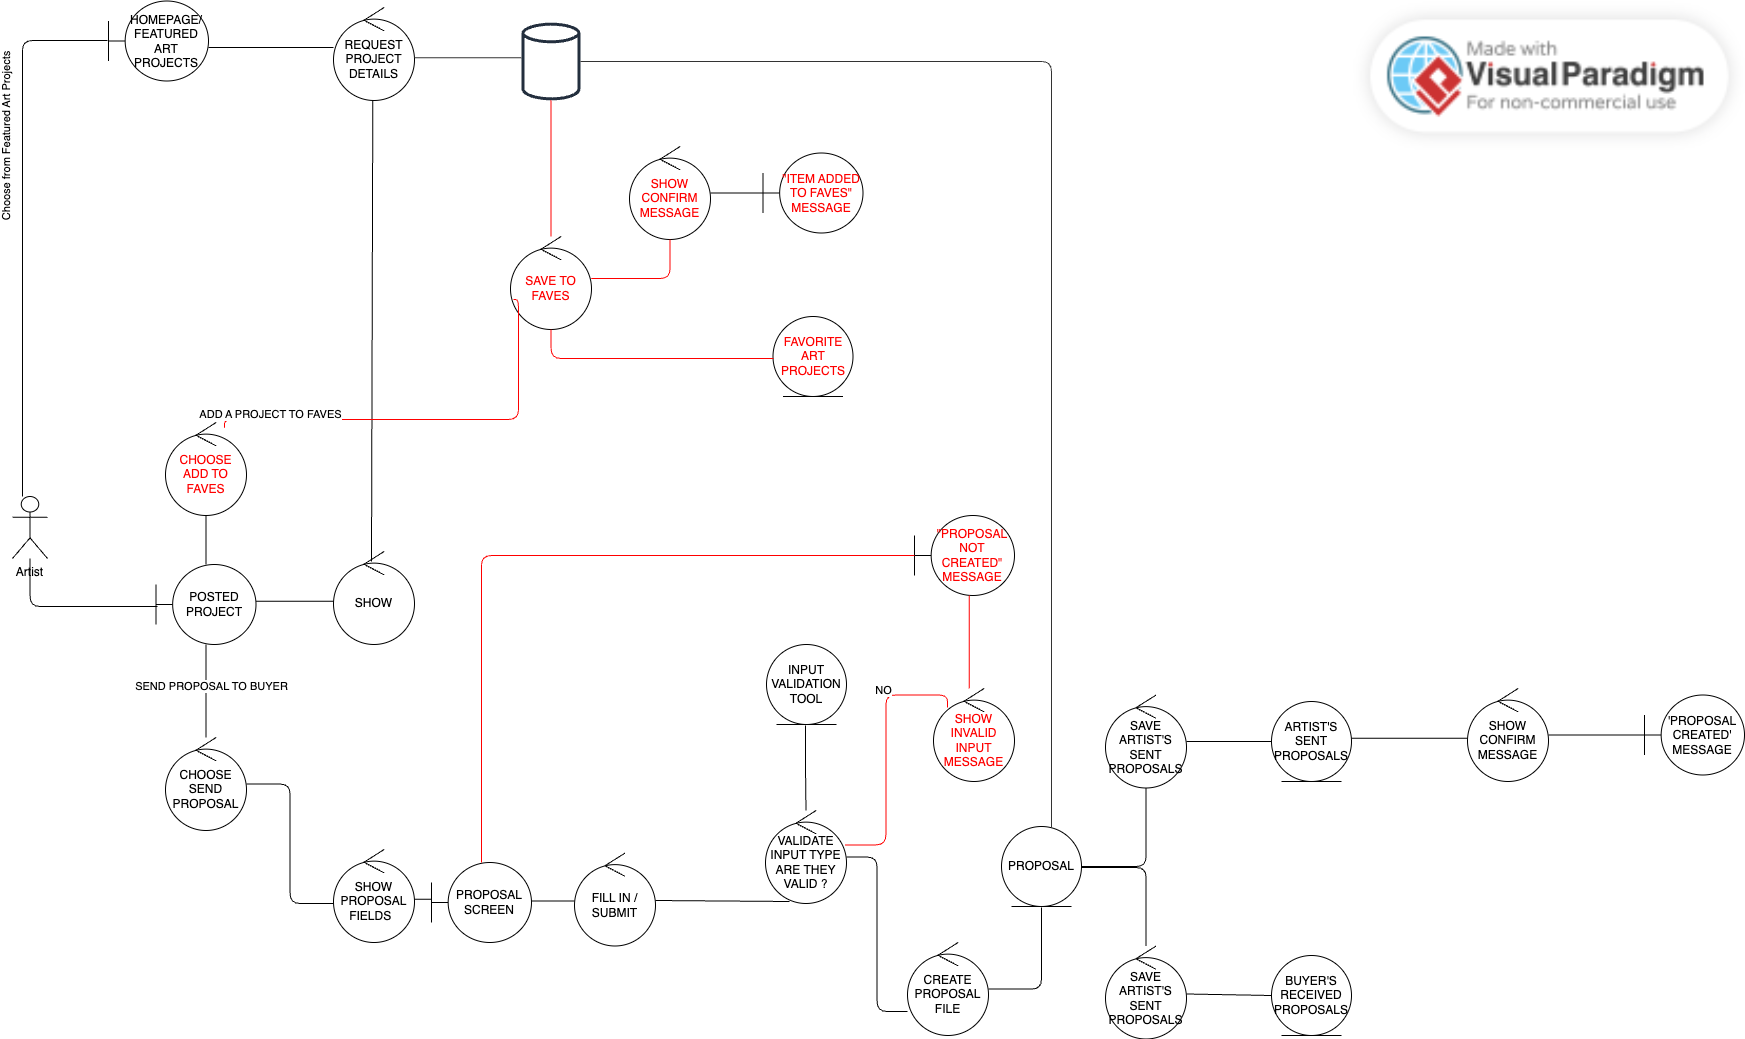 HOMEPAGE/
FEATURED
ART
PROJECTS
REQUEST
PROJECT
DETAILS
Made with
Visual Paradigm
For non-commercial use
Choose from Featured Art Projects
SHOW
CONFIRM
MESSAGE
"ITEM ADDED
TO FAVES"
MESSAGE
SAVE TO
FAVES
FAVORITE
ART
PROJECTS
ADD A PROJECT TO FAVES
CHOOSE
ADD TO
FAVES
Artist
POSTED
PROJECT
SHOW
"PROPOSAL
NOT
CREATED"
MESSAGE
SEND PROPOSAL TO BUYER
INPUT
VALIDATION
TOOL
NO
SHOW
INVALID
INPUT
MESSAGE
SAVE
ARTIST'S
SENT
PROPOSALS
ARTIST'S
SENT
PROPOSALS
SHOW
CONFIRM
MESSAGE
'PROPOSAL
CREATED'
MESSAGE
CHOOSE
SEND
PROPOSAL
SHOW
PROPOSAL
FIELDS
PROPOSAL
SCREEN
FILL IN /
SUBMIT
VALIDATE
INPUT TYPE
ARE THEY
VALID ?
PROPOSAL
CREATE
PROPOSAL
FILE
SAVE
ARTIST'S
SENT
PROPOSALS
BUYER'S
RECEIVED
PROPOSALS